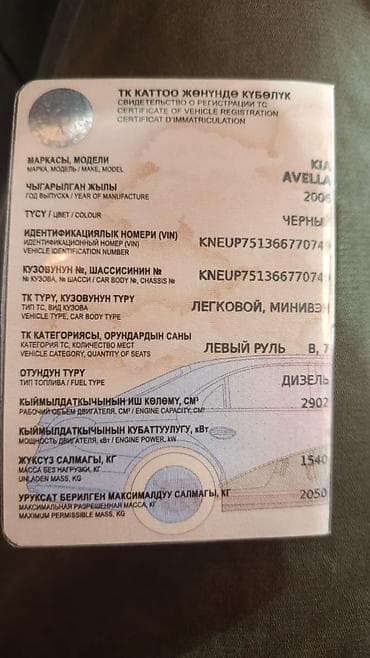 ТК КАТТОО ЖӨНҮНДӨ КҮБӨЛҮК
СВИДЕТЕЛЬСТВО О РЕГИСТРАЦИИ ТС
CERTIFICATE OF VEHICLE REGISTRATION
CERTIFICAT D'IMMATRICULATION
МАРКАСЫ, МОДЕЛИ
МАРКА, МОДЕЛЬ / MAKE, MODEL
KIA
AVELLA
ЧЫГАРЫЛГАН ЖЫЛЫ
ГОД ВЫПУСКА / YEAR OF MANUFACTURE
2006
ТҮСҮ / ЦВЕТ / COLOUR
ЧЕРНЫ
ИДЕНТИФИКАЦИЯЛЫК НОМЕРИ (VIN)
ИДЕНТИФИКАЦИОННЫЙ НОМЕР (VIN)
VEHICLE IDENTIFICATION NUMBER
KNEUP7513667074
КУЗОВУНУН №, ШАССИСИНИН №
№ КУЗОВА, № ШАССИ / CAR BODY №, CHASSIS №
KNEUP7513667074
ТК ТҮРҮ, КУЗОВУНУН ТҮРҮ
ТИП ТС, ВИД КУЗОВА
VEHICLE TYPE, CAR BODY TYPE
ЛЕГКОВОЙ, МИНИВЭН
ТК КАТЕГОРИЯСЫ, ОРУНДАРДЫН САНЫ
КАТЕГОРИЯ ТС, КОЛИЧЕСТВО МЕСТ
VEHICLE CATEGORY, QUANTITY OF SEATS
ЛЕВЫЙ РУЛЬ B, 7
ОТУНДУН ТҮРҮ
ТИП ТОПЛИВА / FUEL TYPE
ДИЗЕЛЬ
КЫЙМЫЛДАТКЫЧЫНЫН ИШ КӨЛӨМҮ, СМ³
РАБОЧИЙ ОБЪЕМ ДВИГАТЕЛЯ, СМ³ / ENGINE CAPACITY, CM³
2902
КЫЙМЫЛДАТКЫЧЫНЫН КУБАТТУУЛУГУ, кВт
МОЩНОСТЬ ДВИГАТЕЛЯ, кВт / ENGINE POWER, kW
ЖҮКСҮЗ САЛМАГЫ, КГ
МАССА БЕЗ НАГРУЗКИ, КГ
UNLADEN MASS, KG
1540
УРУКСАТ БЕРИЛГЕН МАКСИМАЛДУУ САЛМАГЫ, КГ
МАКСИМАЛЬНАЯ РАЗРЕШЕННАЯ МАССА, КГ
MAXIMUM PERMISSIBLE MASS, KG
2050